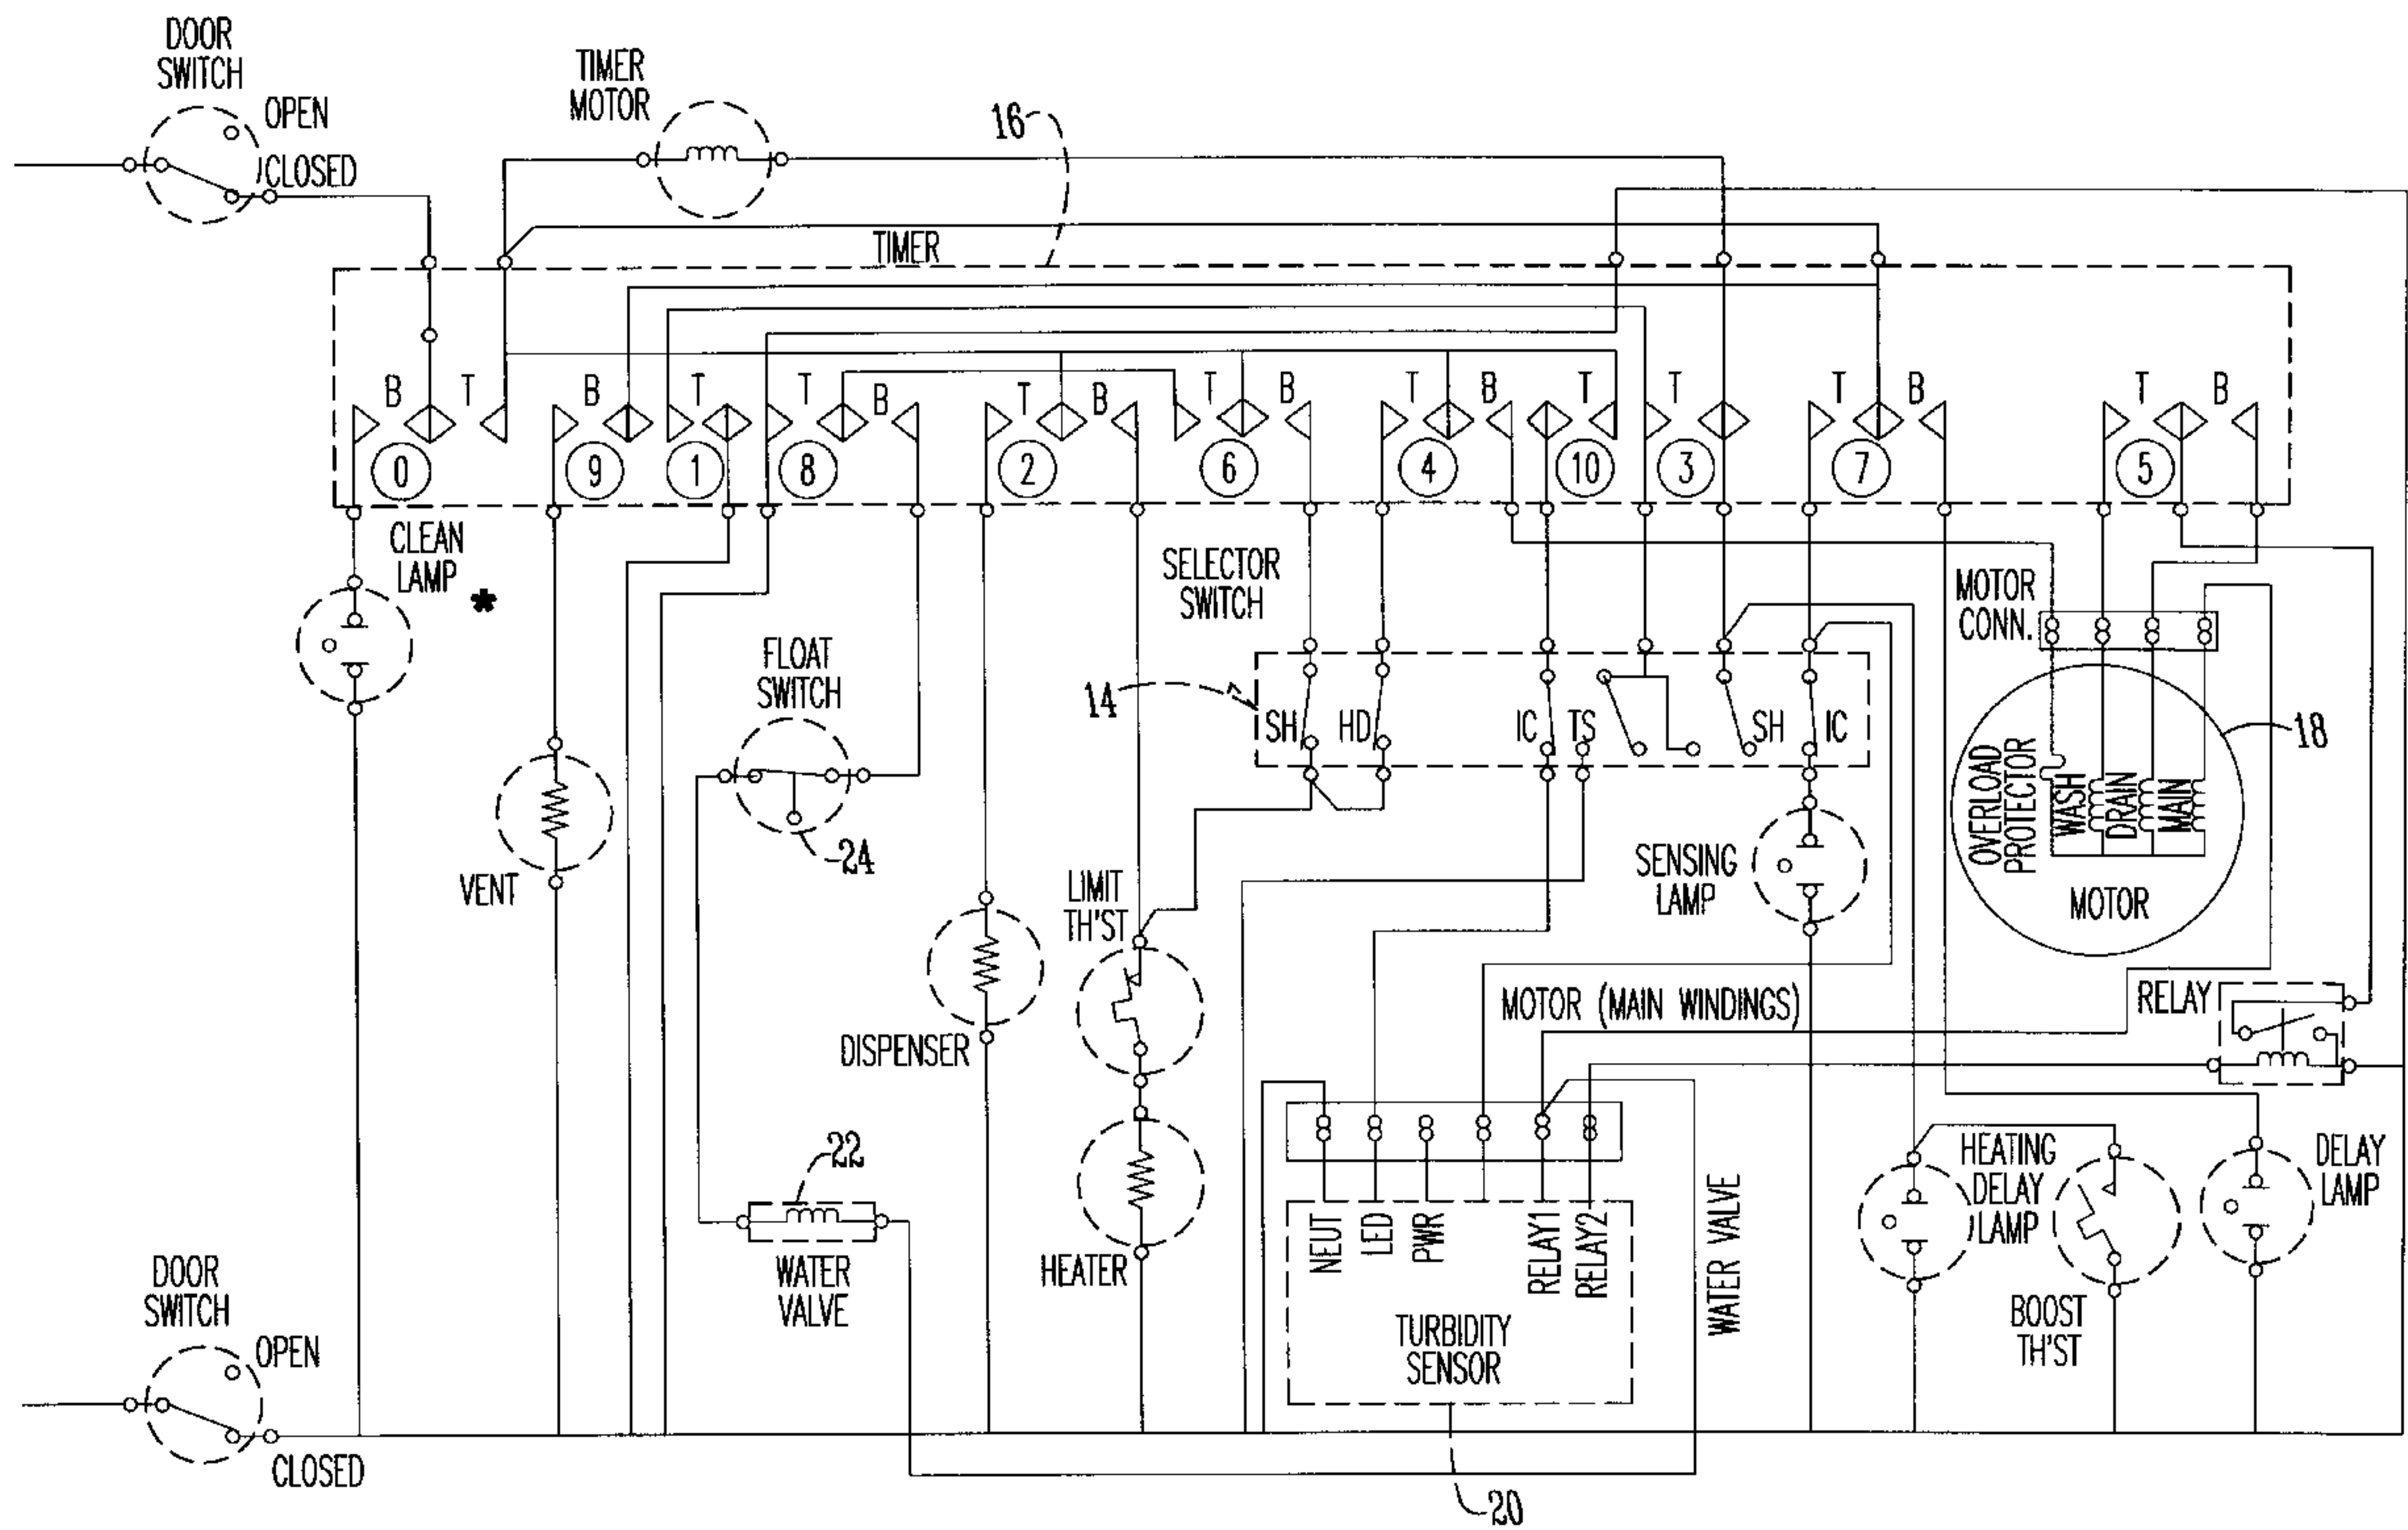 DOOR
SWITCH
OPEN
CLOSED
TIMER
MOTOR
16
TIMER
B T B T T B T B T B T B T T T B T B
0 9 1 8 2 6 4 10 3 7 5
CLEAN
LAMP *
SELECTOR
SWITCH
MOTOR
CONN.
FLOAT
SWITCH
14
SH HD IC TS SH IC
18
OVERLOAD
PROTECTOR
WASH
DRAIN
MAIN
MOTOR
24
VENT
LIMIT
TH'ST
SENSING
LAMP
DISPENSER
MOTOR (MAIN WINDINGS)
RELAY
22
WATER
VALVE
HEATER
NEUT
LED
PWR
RELAY1
RELAY2
WATER VALVE
TURBIDITY
SENSOR
20
HEATING
DELAY
LAMP
BOOST
TH'ST
DELAY
LAMP
DOOR
SWITCH
OPEN
CLOSED